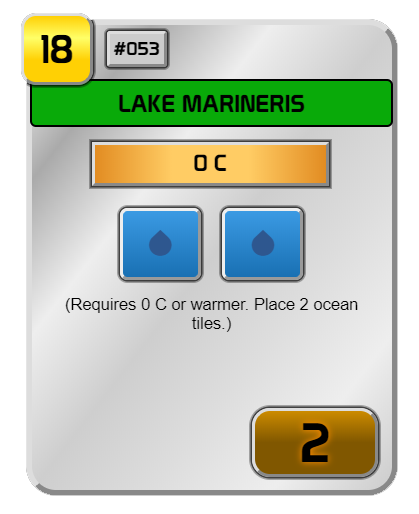 18
#053
LAKE MARINERIS
0 C
(Requires 0 C or warmer. Place 2 ocean
tiles.)
2